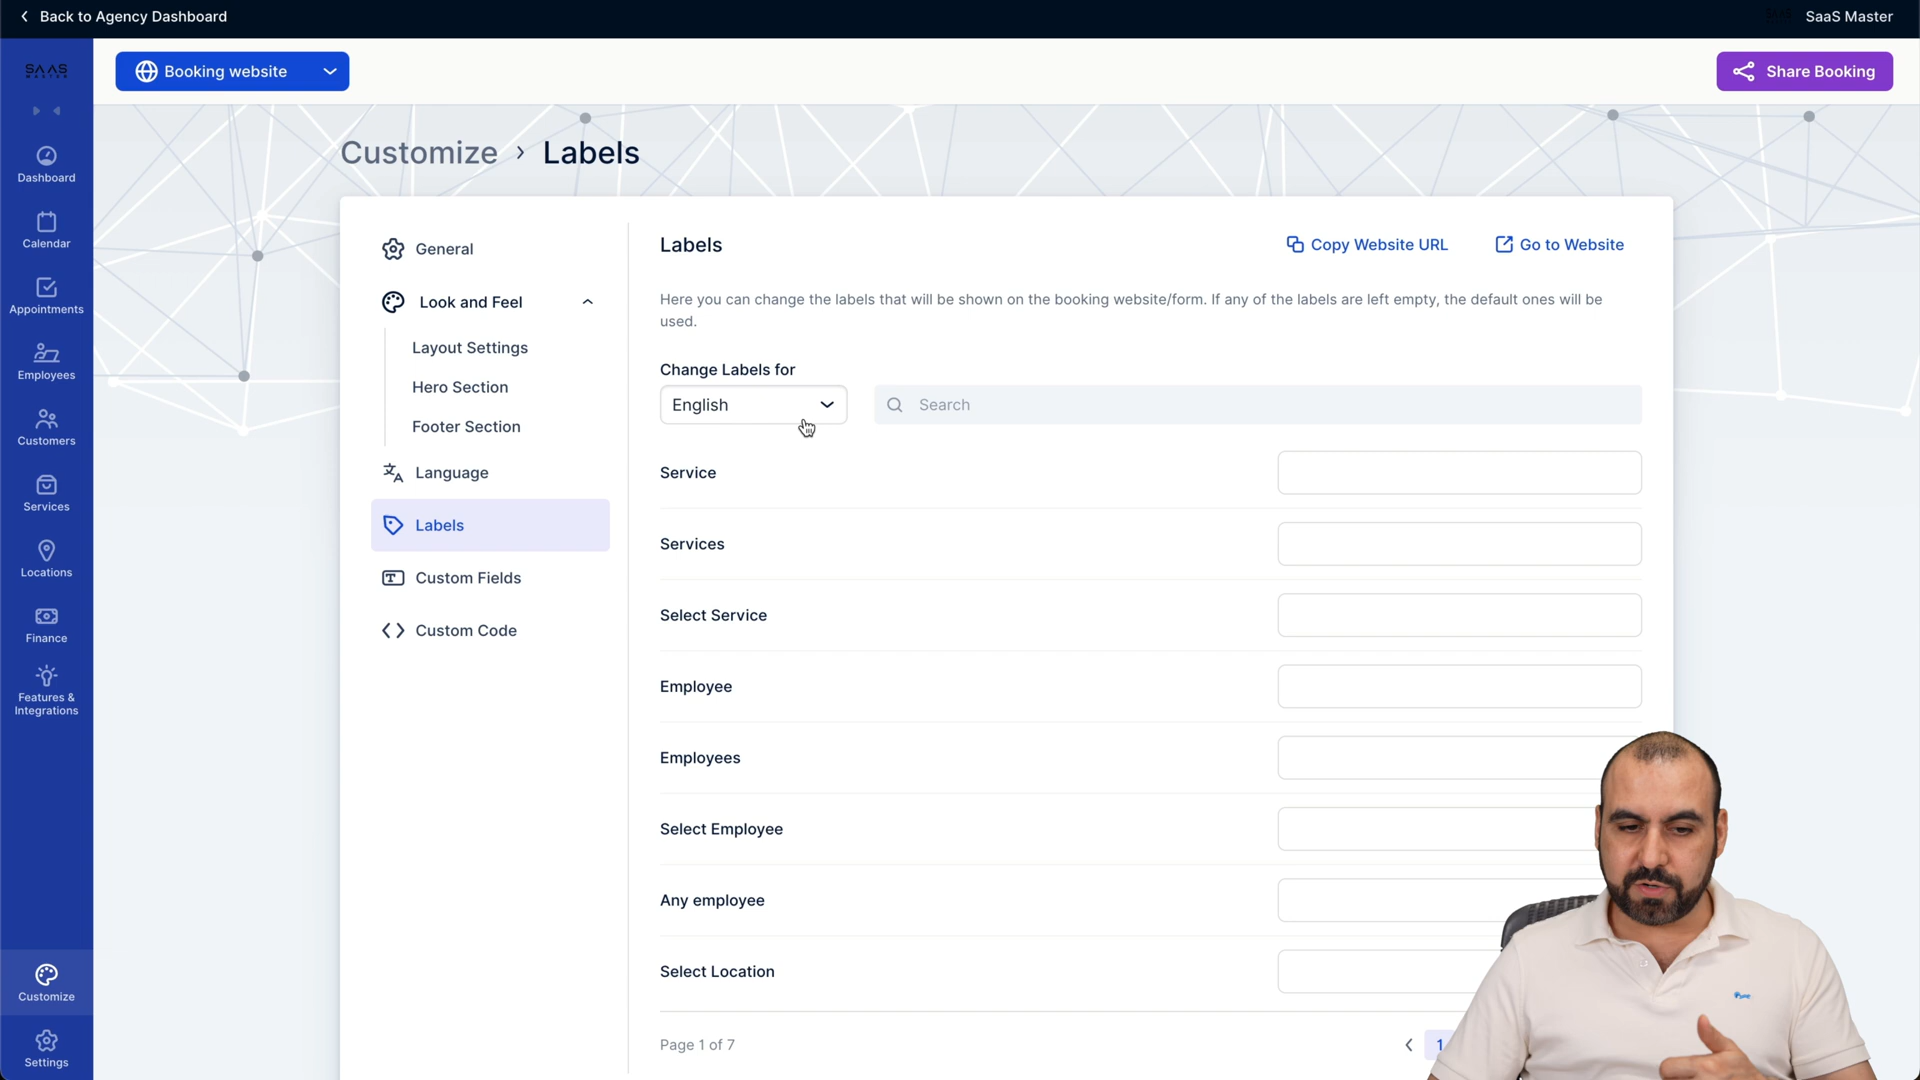 Back to Agency Dashboard
SaaS Master
SAAS
MASTER
Booking website
Share Booking
Dashboard
Calendar
Appointments
Employees
Customers
Services
Locations
Finance
Features &
Integrations
Customize
Settings
Customize › Labels
General
Look and Feel
Layout Settings
Hero Section
Footer Section
Language
Labels
Custom Fields
Custom Code
Labels
Copy Website URL
Go to Website
Here you can change the labels that will be shown on the booking website/form. If any of the labels are left empty, the default ones will be
used.
Change Labels for
English
Search
Service
Services
Select Service
Employee
Employees
Select Employee
Any employee
Select Location
Page 1 of 7
1